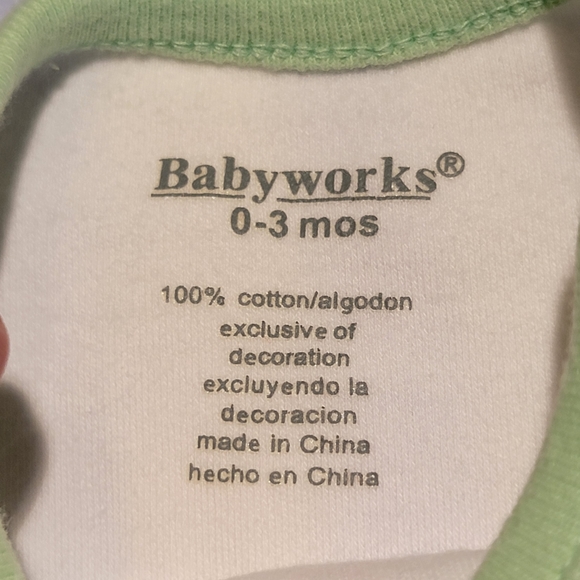 Babyworks®
0-3 mos
100% cotton/algodon
exclusive of
decoration
excluyendo la
decoracion
made in China
hecho en China